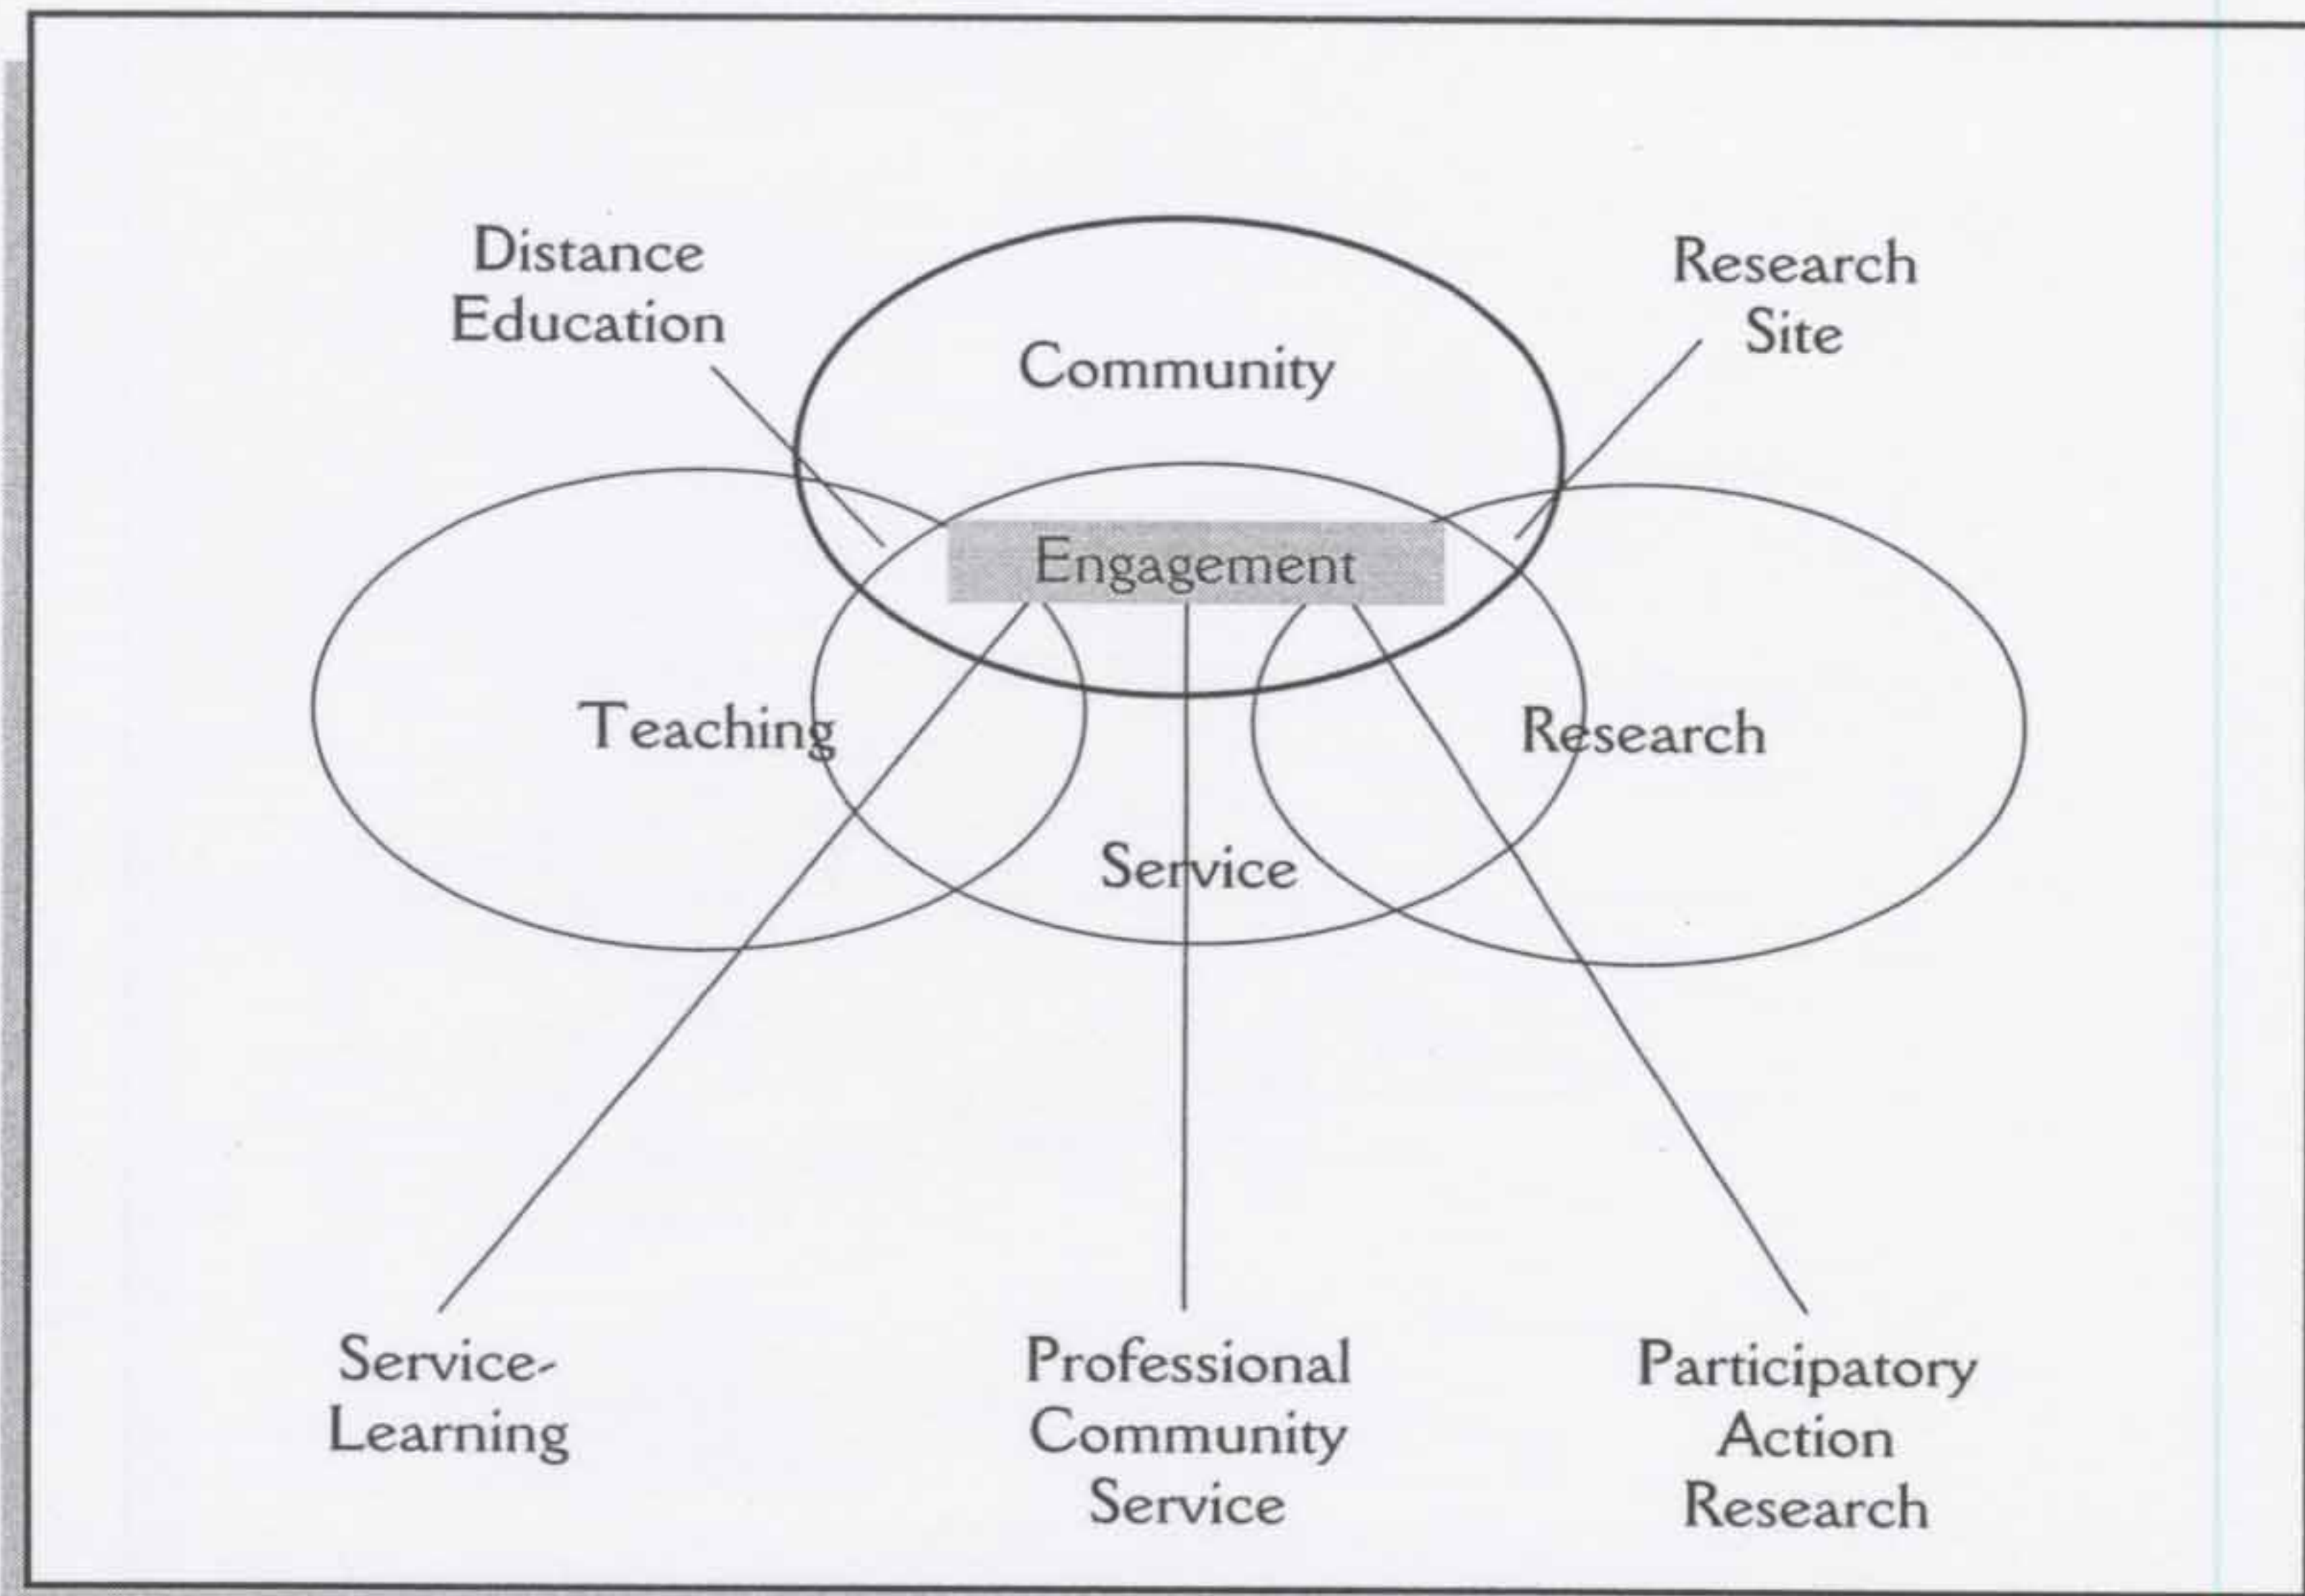 Distance
Education
Research
Site
Community
Engagement
Teaching
Research
Service
Service-
Learning
Professional
Community
Service
Participatory
Action
Research